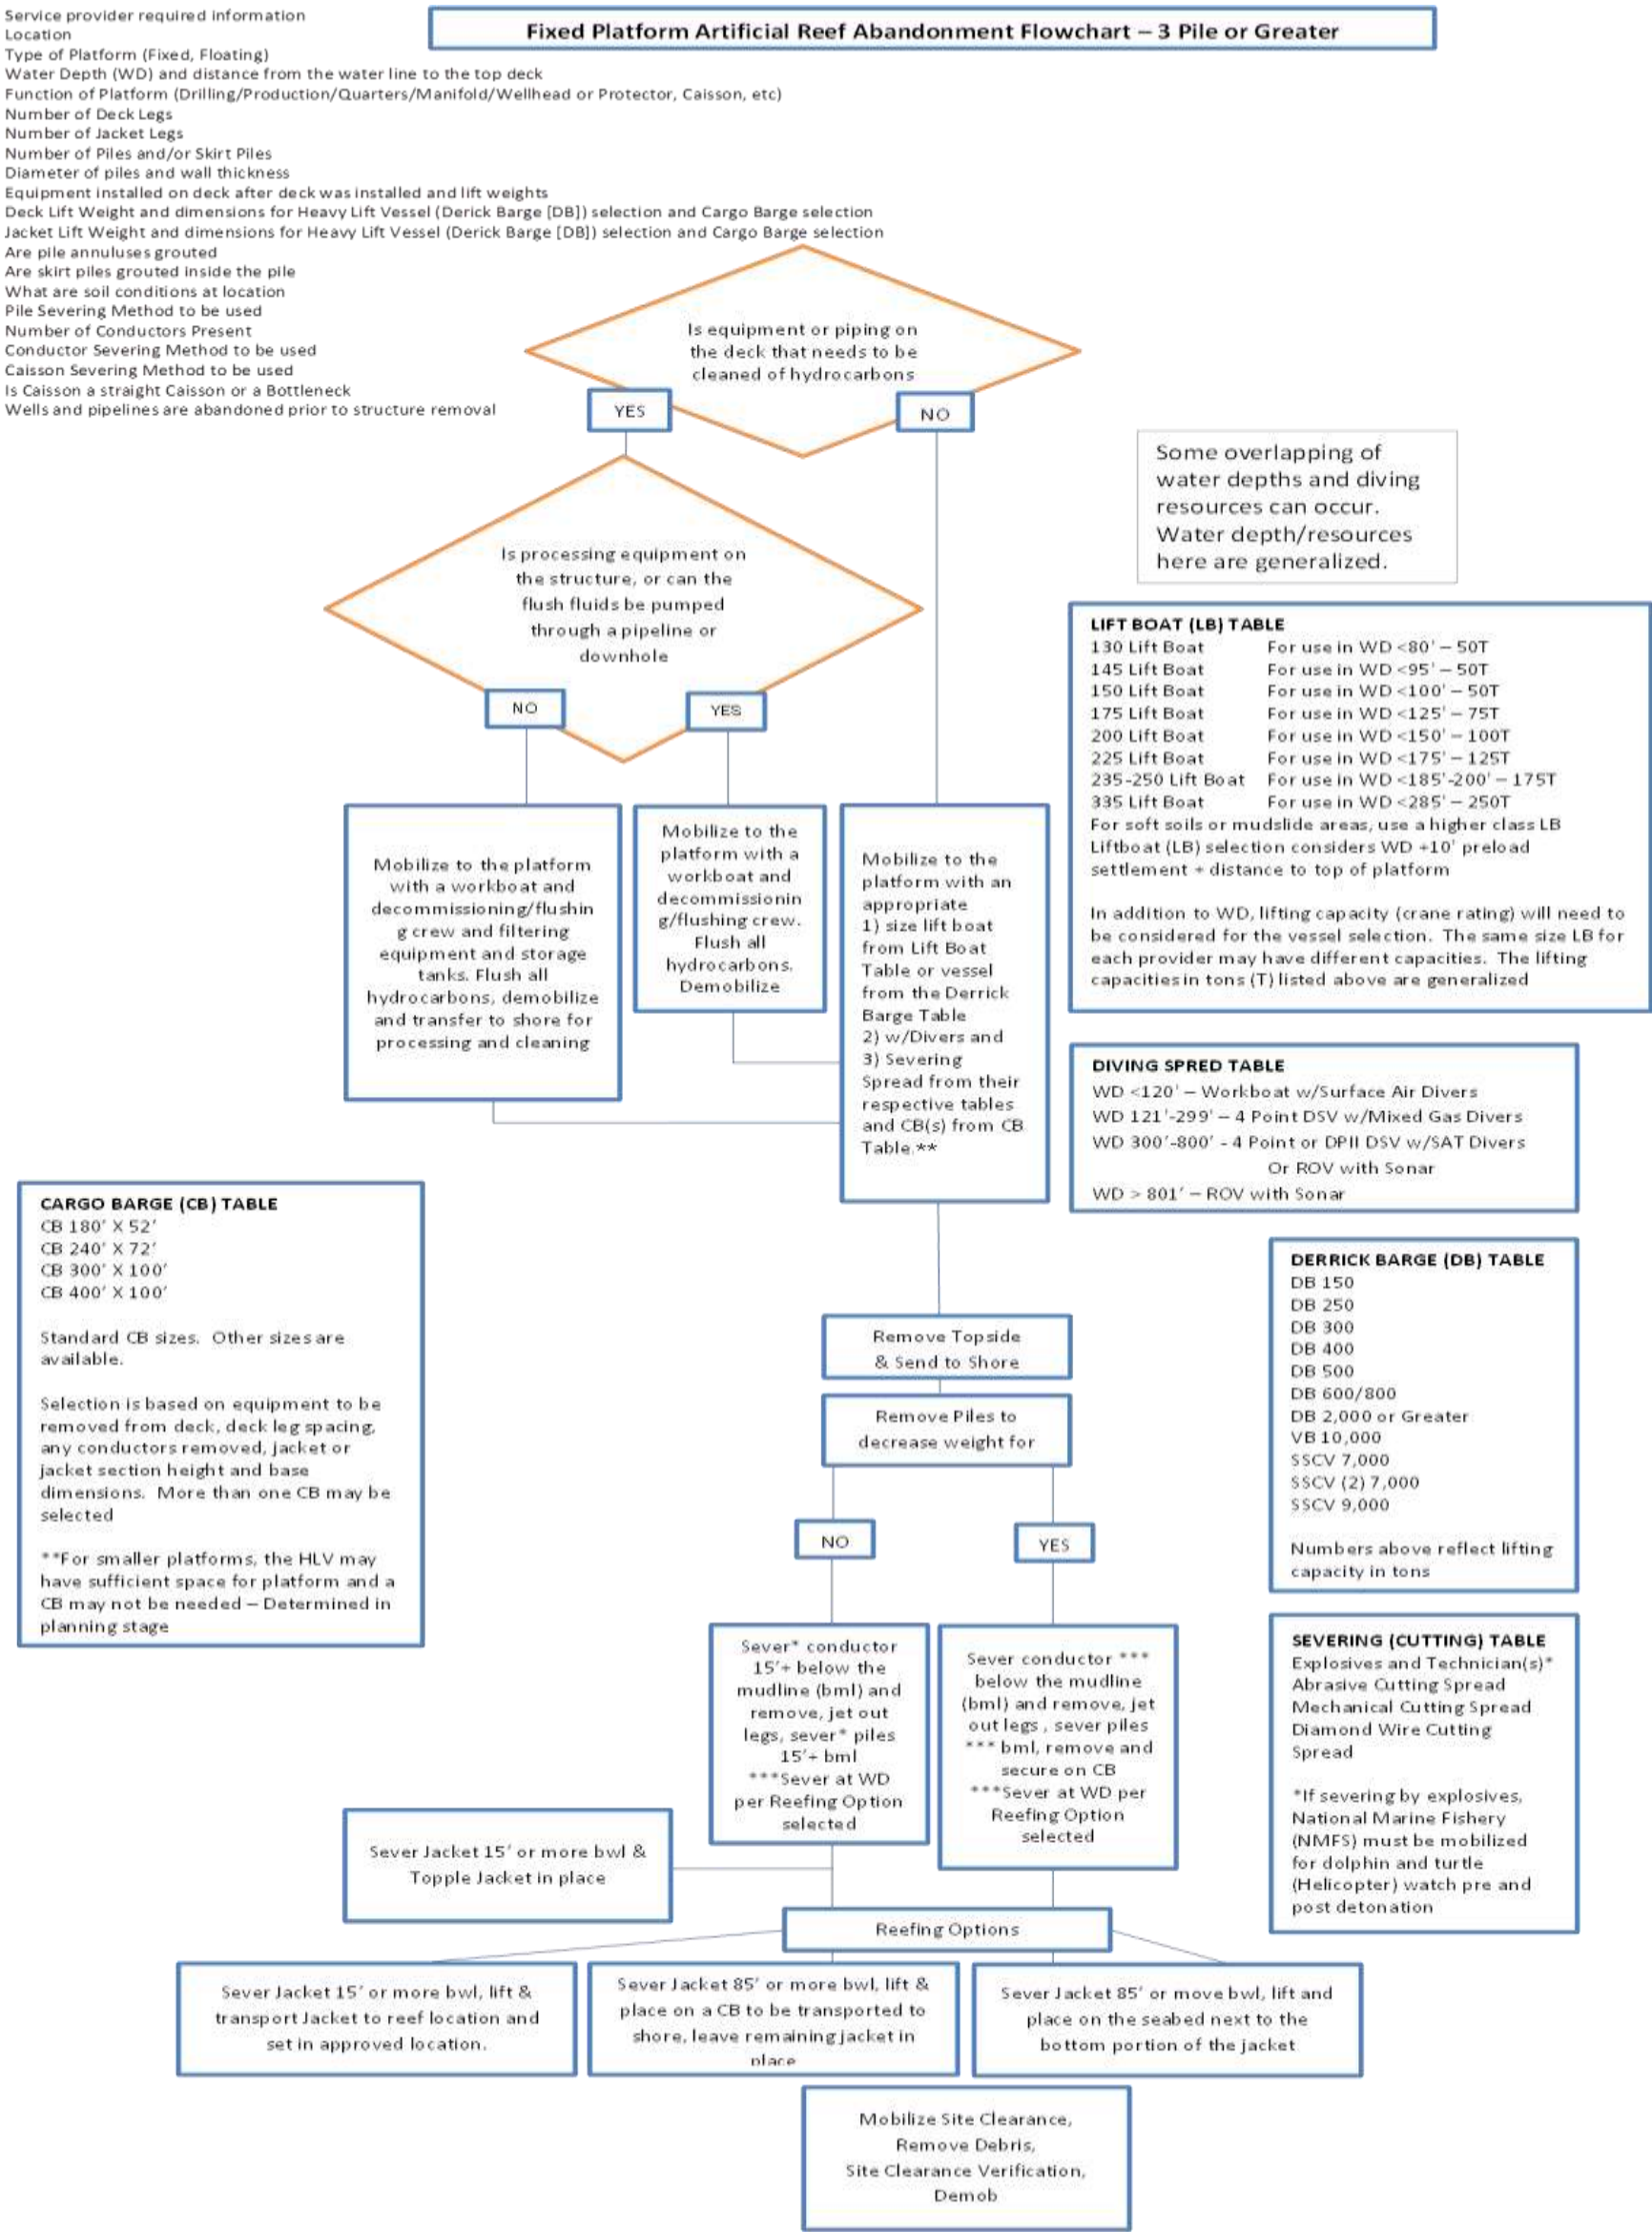 Service provider required information
Location
Type of Platform (Fixed, Floating)
Water Depth (WD) and distance from the water line to the top deck
Function of Platform (Drilling/Production/Quarters/Manifold/Wellhead or Protector, Caisson, etc)
Number of Deck Legs
Number of Jacket Legs
Number of Piles and/or Skirt Piles
Diameter of piles and wall thickness
Equipment installed on deck after deck was installed and lift weights
Deck Lift Weight and dimensions for Heavy Lift Vessel (Derick Barge [DB]) selection and Cargo Barge selection
Jacket Lift Weight and dimensions for Heavy Lift Vessel (Derick Barge [DB]) selection and Cargo Barge selection
Are pile annuluses grouted
Are skirt piles grouted inside the pile
What are soil conditions at location
Pile Severing Method to be used
Number of Conductors Present
Conductor Severing Method to be used
Caisson Severing Method to be used
Is Caisson a straight Caisson or a Bottleneck
Wells and pipelines are abandoned prior to structure removal
Fixed Platform Artificial Reef Abandonment Flowchart – 3 Pile or Greater
Is equipment or piping on
the deck that needs to be
cleaned of hydrocarbons
YES
NO
Some overlapping of
water depths and diving
resources can occur.
Water depth/resources
here are generalized.
Is processing equipment on
the structure, or can the
flush fluids be pumped
through a pipeline or
downhole
NO
YES
LIFT BOAT (LB) TABLE
130 Lift Boat For use in WD <80' – 50T
145 Lift Boat For use in WD <95' – 50T
150 Lift Boat For use in WD <100' – 50T
175 Lift Boat For use in WD <125' – 75T
200 Lift Boat For use in WD <150' – 100T
225 Lift Boat For use in WD <175' – 125T
235-250 Lift Boat For use in WD <185'-200' – 175T
335 Lift Boat For use in WD <285' – 250T
For soft soils or mudslide areas, use a higher class LB
Liftboat (LB) selection considers WD +10' preload
settlement + distance to top of platform
In addition to WD, lifting capacity (crane rating) will need to
be considered for the vessel selection. The same size LB for
each provider may have different capacities. The lifting
capacities in tons (T) listed above are generalized
Mobilize to the platform
with a workboat and
decommissioning/flushin
g crew and filtering
equipment and storage
tanks. Flush all
hydrocarbons, demobilize
and transfer to shore for
processing and cleaning
Mobilize to the
platform with a
workboat and
decommissionin
g/flushing crew.
Flush all
hydrocarbons.
Demobilize
Mobilize to the
platform with an
appropriate
1) size lift boat
from Lift Boat
Table or vessel
from the Derrick
Barge Table
2) w/Divers and
3) Severing
Spread from their
respective tables
and CB(s) from CB
Table.**
DIVING SPRED TABLE
WD <120' – Workboat w/Surface Air Divers
WD 121'-299' – 4 Point DSV w/Mixed Gas Divers
WD 300'-800' - 4 Point or DPII DSV w/SAT Divers
Or ROV with Sonar
WD > 801' – ROV with Sonar
CARGO BARGE (CB) TABLE
CB 180' X 52'
CB 240' X 72'
CB 300' X 100'
CB 400' X 100'
Standard CB sizes. Other sizes are
available.
Selection is based on equipment to be
removed from deck, deck leg spacing,
any conductors removed, jacket or
jacket section height and base
dimensions. More than one CB may be
selected
**For smaller platforms, the HLV may
have sufficient space for platform and a
CB may not be needed – Determined in
planning stage
DERRICK BARGE (DB) TABLE
DB 150
DB 250
DB 300
DB 400
DB 500
DB 600/800
DB 2,000 or Greater
VB 10,000
SSCV 7,000
SSCV (2) 7,000
SSCV 9,000
Numbers above reflect lifting
capacity in tons
Remove Topside
& Send to Shore
Remove Piles to
decrease weight for
NO
YES
Sever* conductor
15'+ below the
mudline (bml) and
remove, jet out
legs, sever* piles
15'+ bml
***Sever at WD
per Reefing Option
selected
Sever conductor ***
below the mudline
(bml) and remove, jet
out legs , sever piles
*** bml, remove and
secure on CB
***Sever at WD per
Reefing Option
selected
SEVERING (CUTTING) TABLE
Explosives and Technician(s)*
Abrasive Cutting Spread
Mechanical Cutting Spread
Diamond Wire Cutting
Spread
*If severing by explosives,
National Marine Fishery
(NMFS) must be mobilized
for dolphin and turtle
(Helicopter) watch pre and
post detonation
Sever Jacket 15' or more bwl &
Topple Jacket in place
Reefing Options
Sever Jacket 15' or more bwl, lift &
transport Jacket to reef location and
set in approved location.
Sever Jacket 85' or more bwl, lift &
place on a CB to be transported to
shore, leave remaining jacket in
place
Sever Jacket 85' or move bwl, lift and
place on the seabed next to the
bottom portion of the jacket
Mobilize Site Clearance,
Remove Debris,
Site Clearance Verification,
Demob